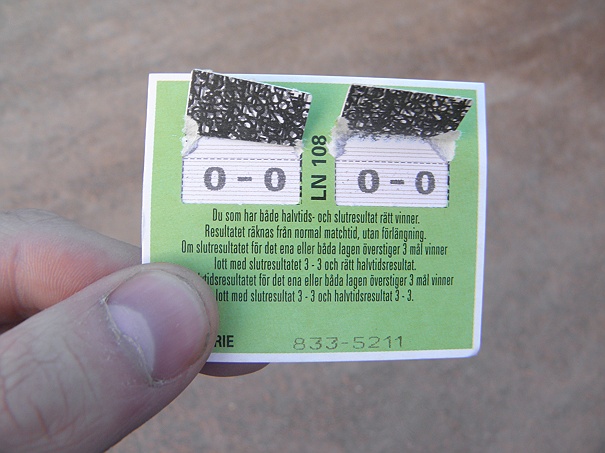 0 - 0
LN 108
0 - 0
Du som har både halvtids- och slutresultat rätt vinner.
Resultatet räknas från normal matchtid, utan förlängning.
Om slutresultatet för det ena eller båda lagen överstiger 3 mål vinner
lott med slutresultatet 3 - 3 och rätt halvtidsresultat.
vtidsresultatet för det ena eller båda lagen överstiger 3 mål vinner
lott med slutresultat 3 - 3 och halvtidsresultat 3 - 3.
RIE 833-5211